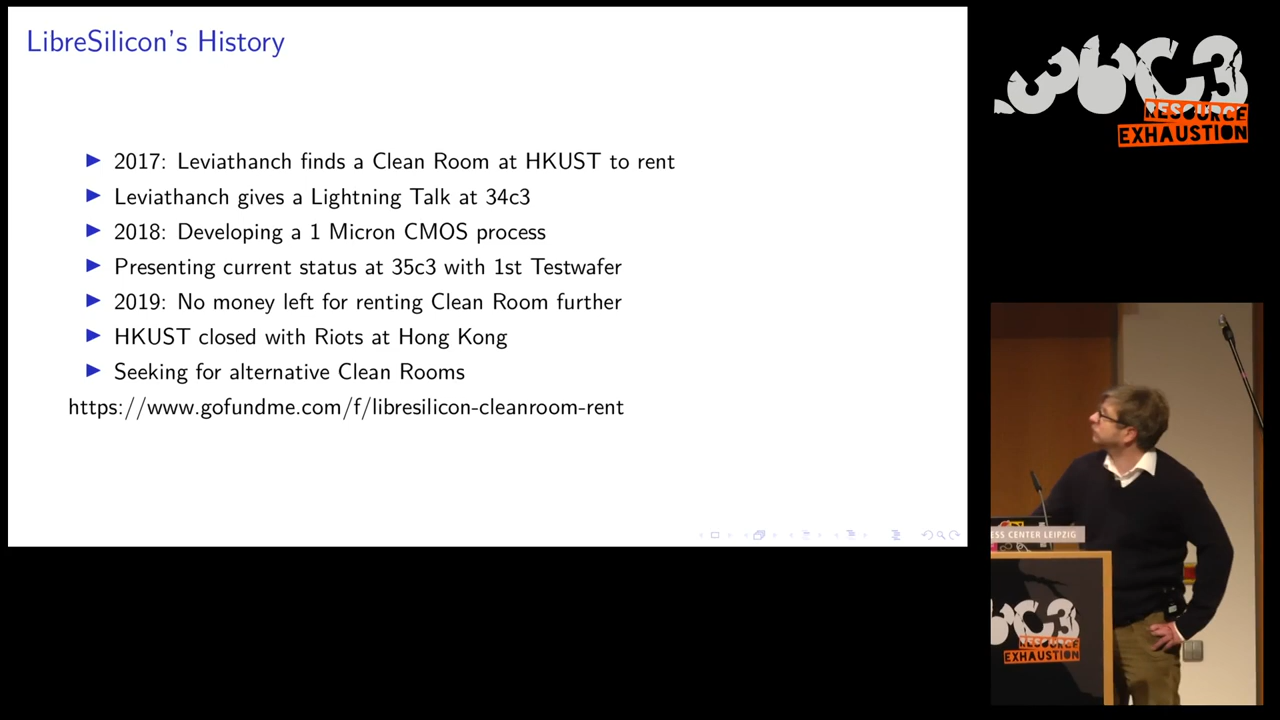 LibreSilicon's History
2017: Leviathanch finds a Clean Room at HKUST to rent
Leviathanch gives a Lightning Talk at 34c3
2018: Developing a 1 Micron CMOS process
Presenting current status at 35c3 with 1st Testwafer
2019: No money left for renting Clean Room further
HKUST closed with Riots at Hong Kong
Seeking for alternative Clean Rooms
https://www.gofundme.com/f/libresilicon-cleanroom-rent
36C3
RESOURCE
EXHAUSTION
ESS CENTER LEIPZIG
6C3
RESOURCE
EXHAUSTION